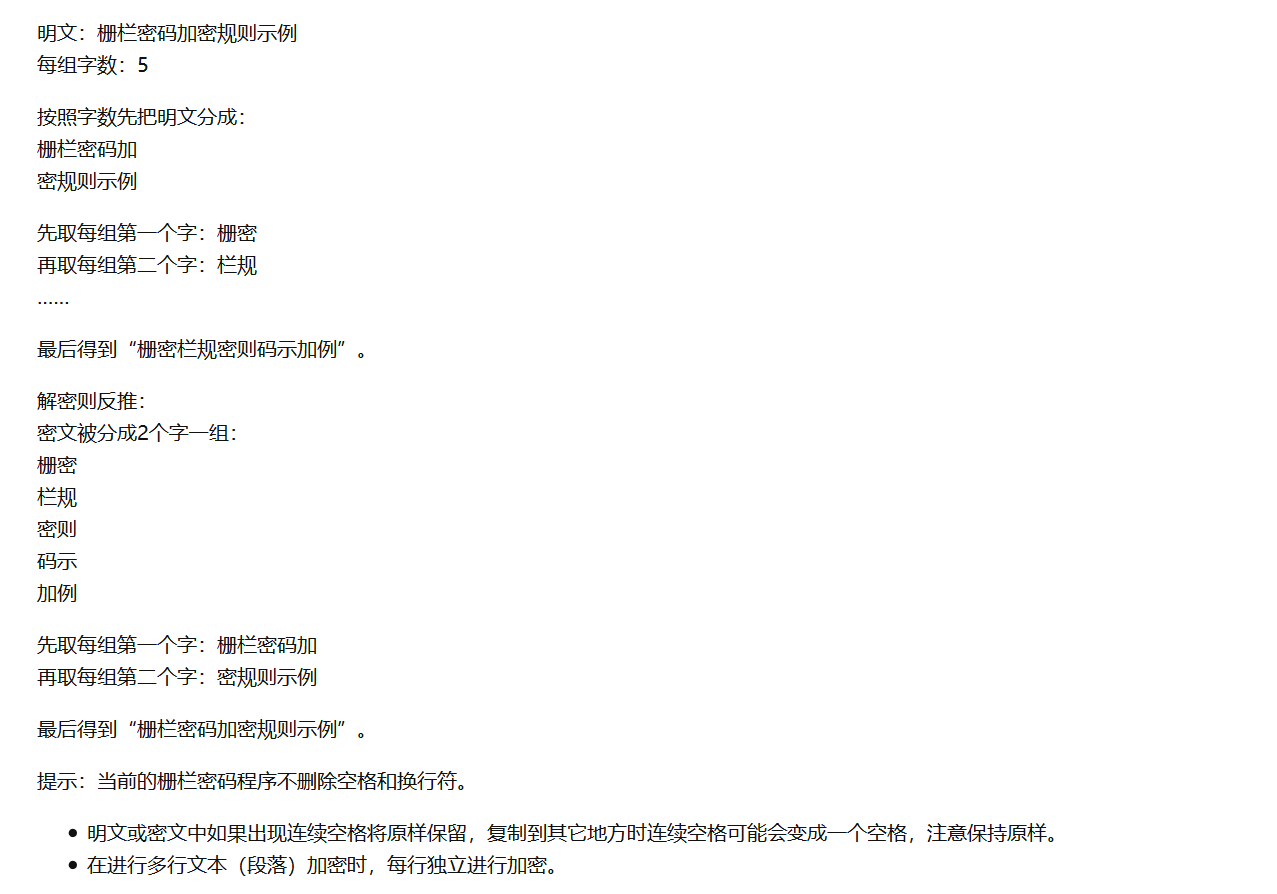 明文：栅栏密码加密规则示例
每组字数：5
按照字数先把明文分成：
栅栏密码加
密规则示例
先取每组第一个字：栅密
再取每组第二个字：栏规
……
最后得到“栅密栏规密则码示加例”。
解密则反推：
密文被分成2个字一组：
栅密
栏规
密则
码示
加例
先取每组第一个字：栅栏密码加
再取每组第二个字：密规则示例
最后得到“栅栏密码加密规则示例”。
提示：当前的栅栏密码程序不删除空格和换行符。
● 明文或密文中如果出现连续空格将原样保留，复制到其它地方时连续空格可能会变成一个空格，注意保持原样。
● 在进行多行文本（段落）加密时，每行独立进行加密。